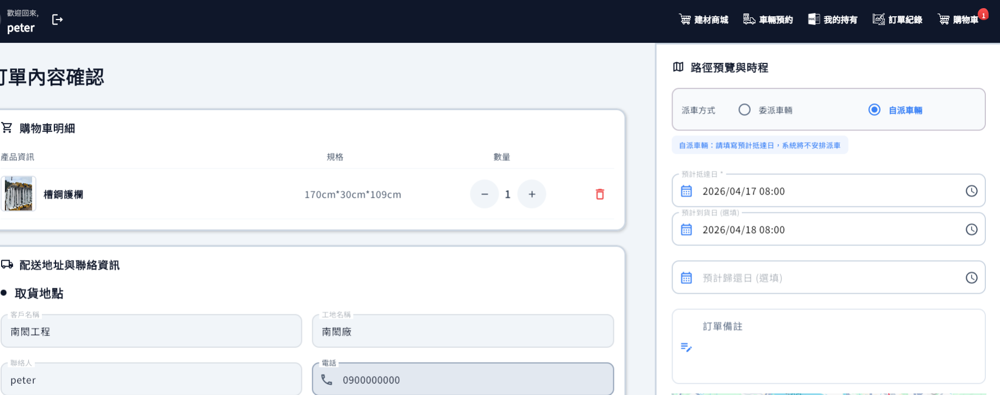 歡迎回來,
peter
建材商城
車輛預約
我的持有
訂單紀錄
購物車
1
訂單內容確認
購物車明細
產品資訊 規格 數量
槽鋼護欄 170cm*30cm*109cm − 1 +
配送地址與聯絡資訊
取貨地點
客戶名稱
南閎工程
工地名稱
南閎廠
聯絡人
peter
電話
0900000000
路徑預覽與時程
派車方式 委派車輛 自派車輛
自派車輛：請填寫預計抵達日，系統將不安排派車
預計抵達日 *
2026/04/17 08:00
預計到貨日 (選填)
2026/04/18 08:00
預計歸還日 (選填)
訂單備註